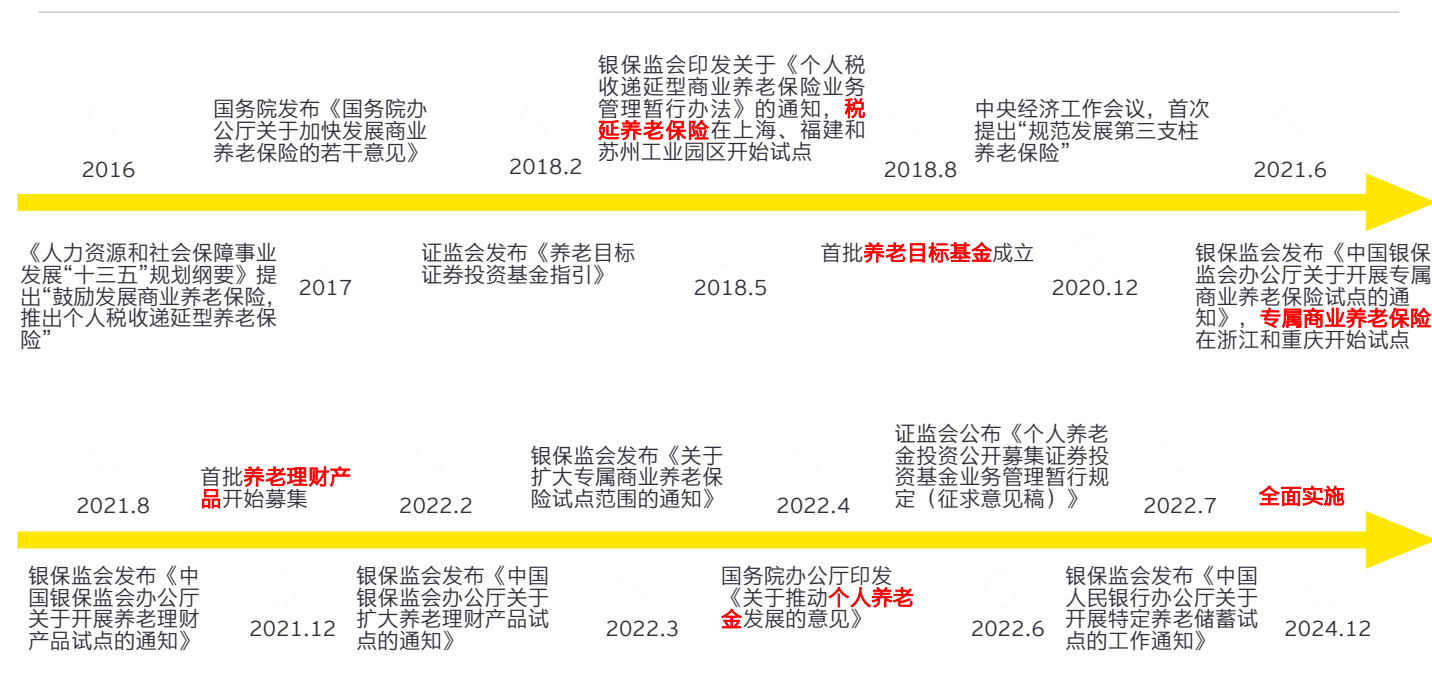 2016
《人力资源和社会保障事业
发展“十三五”规划纲要》提
出“鼓励发展商业养老保险，
推出个人税收递延型养老保
险”
国务院发布《国务院办
公厅关于加快发展商业
养老保险的若干意见》
2017
2018.2
证监会发布《养老目标
证券投资基金指引》
银保监会印发关于《个人税
收递延型商业养老保险业务
管理暂行办法》的通知，税
延养老保险在上海、福建和
苏州工业园区开始试点
2018.5
2018.8
首批养老目标基金成立
中央经济工作会议，首次
提出“规范发展第三支柱
养老保险”
2020.12
2021.6
银保监会发布《中国银保
监会办公厅关于开展专属
商业养老保险试点的通
知》，专属商业养老保险
在浙江和重庆开始试点
2021.8
银保监会发布《中
国银保监会办公厅
关于开展养老理财
产品试点的通知》
首批养老理财产
品开始募集
2021.12
2022.2
银保监会发布《中国
银保监会办公厅关于
扩大养老理财产品试
点的通知》
银保监会发布《关于
扩大专属商业养老保
险试点范围的通知》
2022.3
2022.4
国务院办公厅印发
《关于推动个人养老
金发展的意见》
证监会公布《个人养老
金投资公开募集证券投
资基金业务管理暂行规
定（征求意见稿）》
2022.6
2022.7
银保监会发布《中国
人民银行办公厅关于
开展特定养老储蓄试
点的工作通知》
全面实施
2024.12